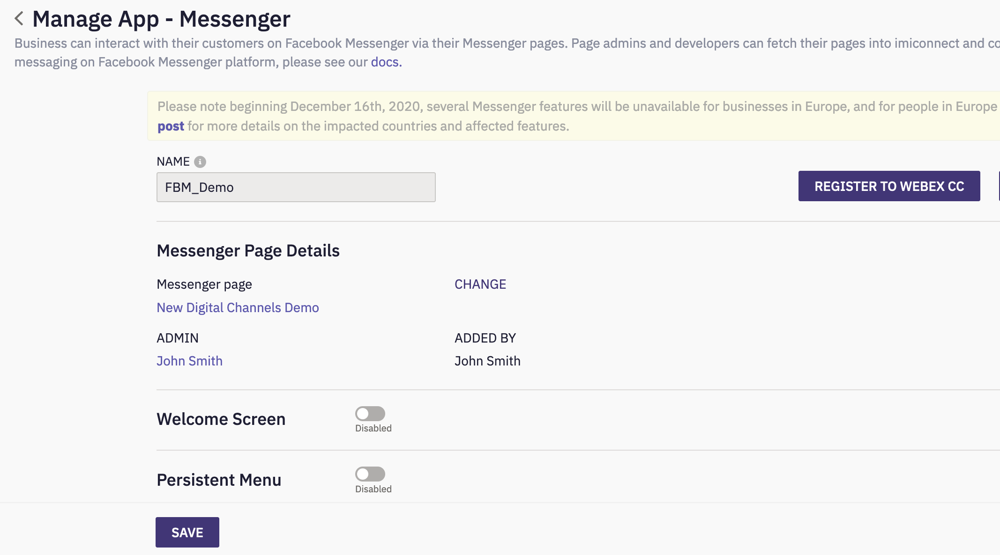 Manage App - Messenger
Business can interact with their customers on Facebook Messenger via their Messenger pages. Page admins and developers can fetch their pages into imiconnect and co
messaging on Facebook Messenger platform, please see our docs.
Please note beginning December 16th, 2020, several Messenger features will be unavailable for businesses in Europe, and for people in Europe
post for more details on the impacted countries and affected features.
NAME
FBM_Demo
REGISTER TO WEBEX CC
Messenger Page Details
Messenger page
CHANGE
New Digital Channels Demo
ADMIN
ADDED BY
John Smith
John Smith
Welcome Screen
Disabled
Persistent Menu
Disabled
SAVE